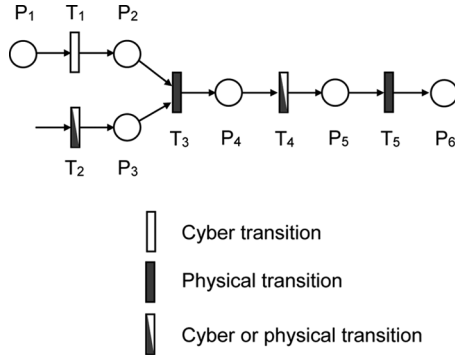 P₁ T₁ P₂
T₃ P₄ T₄ P₅ T₅ P₆
T₂ P₃
Cyber transition
Physical transition
Cyber or physical transition